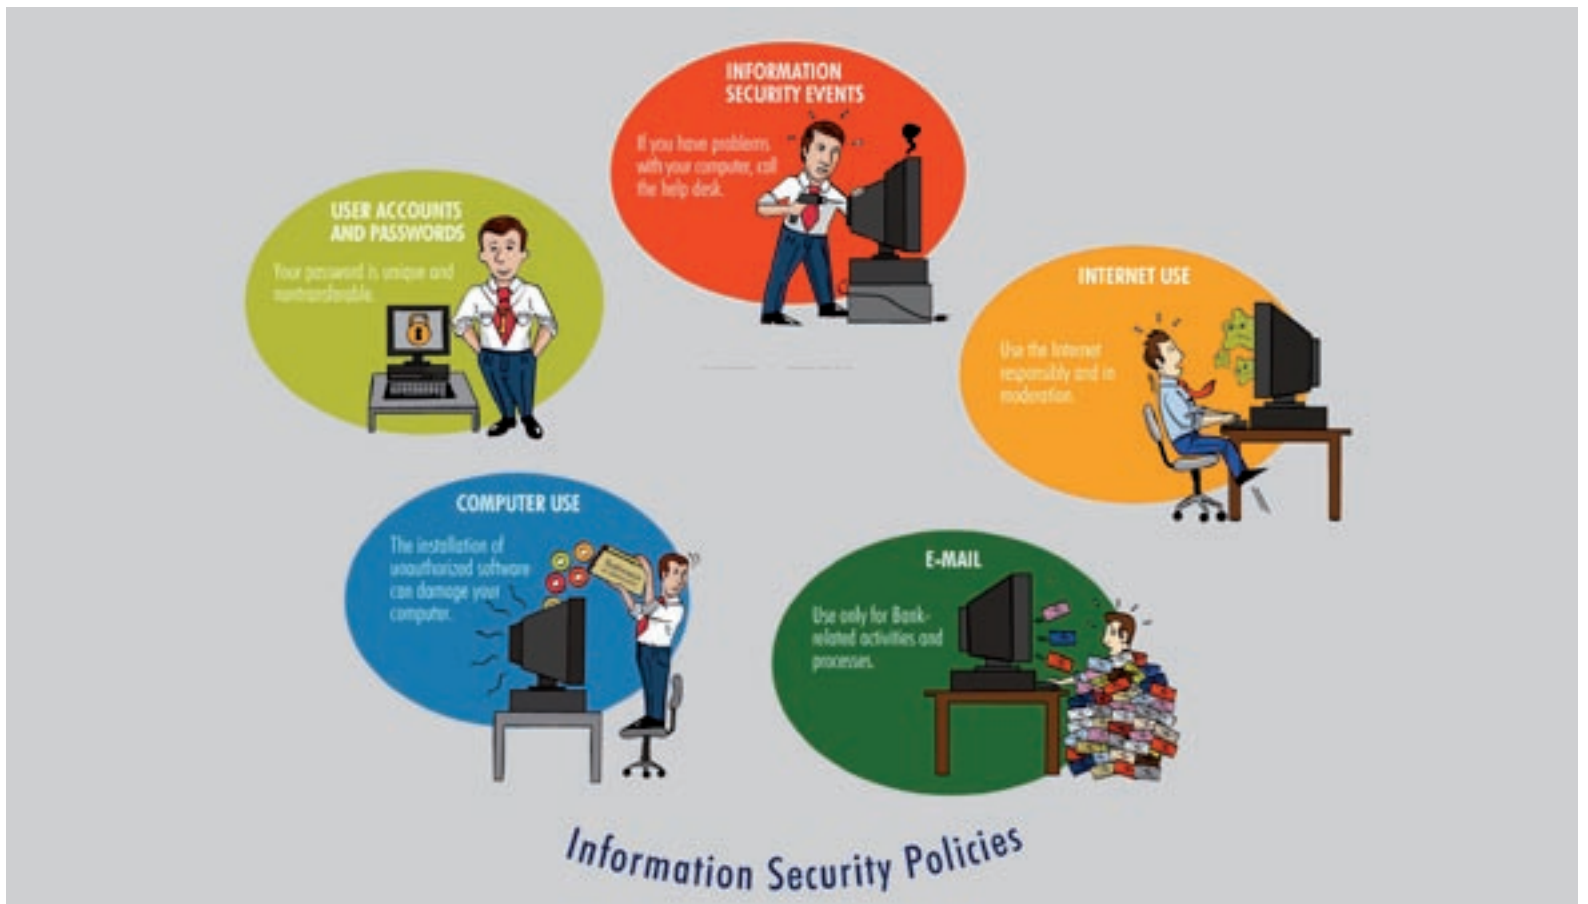 INFORMATION
SECURITY EVENTS
If you have problems
with your computer, call
the help desk.
USER ACCOUNTS
AND PASSWORDS
Your password is unique and
nontransferable.
INTERNET USE
Use the Internet
responsibly and in
moderation.
COMPUTER USE
The installation of
unauthorized software
can damage your
computer.
E-MAIL
Use only for Bank-
related activities and
processes.
Information Security Policies